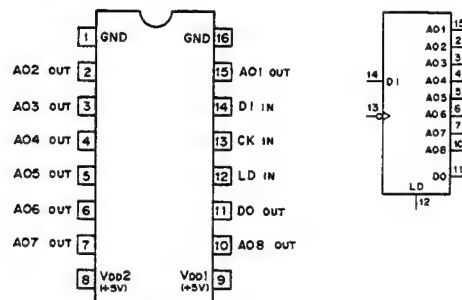 1 GND GND 16
AO2 OUT 2 15 AO1 OUT
AO3 OUT 3 14 DI IN
AO4 OUT 4 13 CK IN
AO5 OUT 5 12 LD IN
AO6 OUT 6 11 DO OUT
AO7 OUT 7 10 AO8 OUT
8 VDD2 VDD1 9
(+5V) (+5V)
AO1 15
AO2 2
AO3 3
14 DI AO4 4
AO5 5
13 AO6 6
AO7 7
AO8 10
DO 11
LD
12